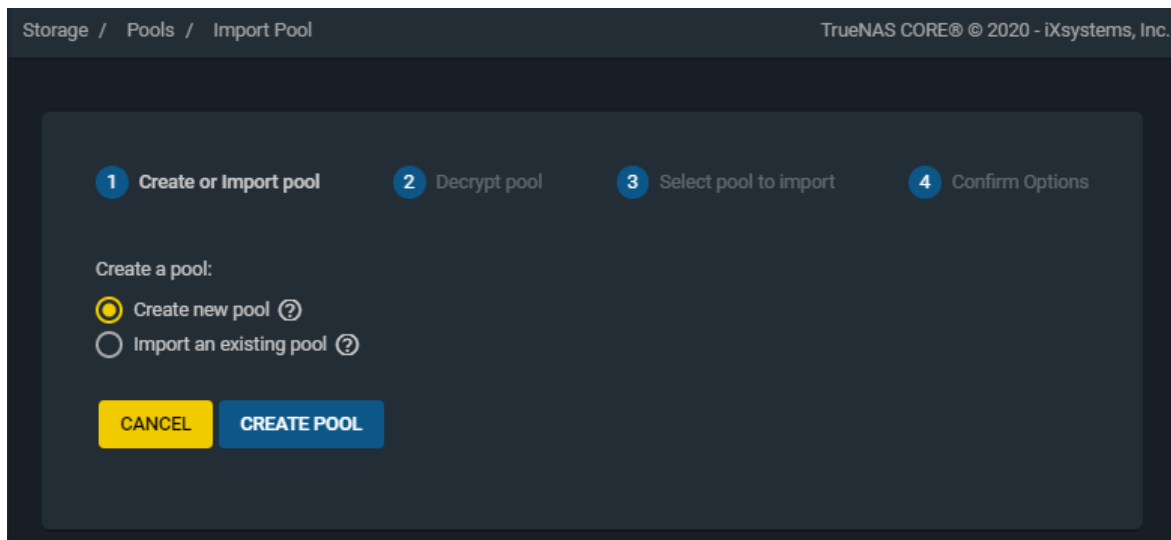 Storage / Pools / Import Pool
TrueNAS CORE® © 2020 - iXsystems, Inc.
1 Create or Import pool
2 Decrypt pool
3 Select pool to import
4 Confirm Options
Create a pool:
Create new pool ?
Import an existing pool ?
CANCEL
CREATE POOL